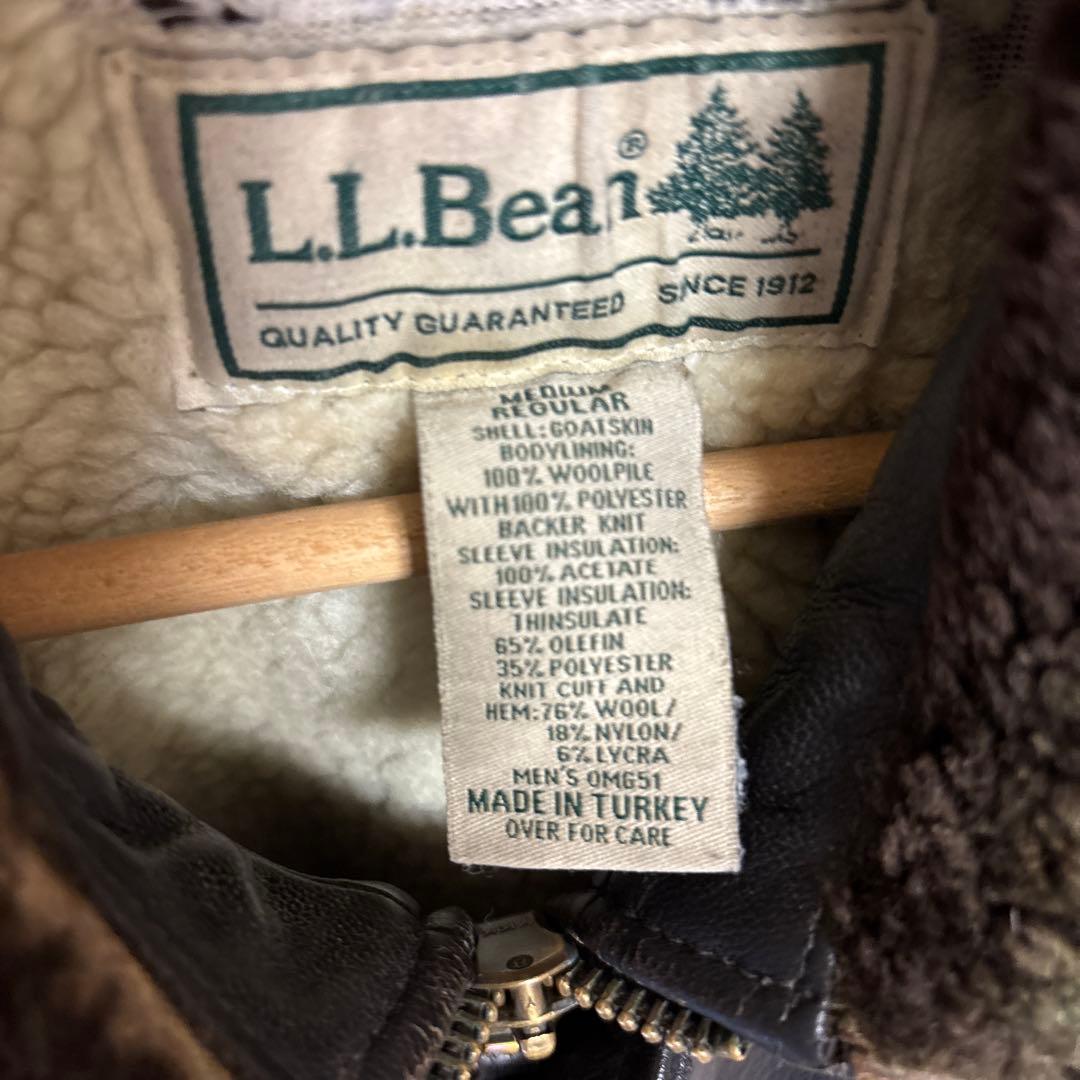 L.L.Bean®
QUALITY GUARANTEED SINCE 1912
MEDIUM
REGULAR
SHELL: GOATSKIN
BODYLINING:
100% WOOLPILE
WITH 100% POLYESTER
BACKER KNIT
SLEEVE INSULATION:
100% ACETATE
SLEEVE INSULATION:
THINSULATE
65% OLEFIN
35% POLYESTER
KNIT CUFF AND
HEM: 76% WOOL/
18% NYLON/
6% LYCRA
MEN'S OMG51
MADE IN TURKEY
OVER FOR CARE